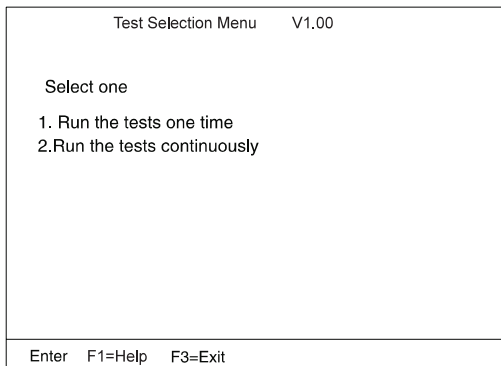 Test Selection Menu V1.00
Select one
1. Run the tests one time
2.Run the tests continuously
Enter F1=Help F3=Exit